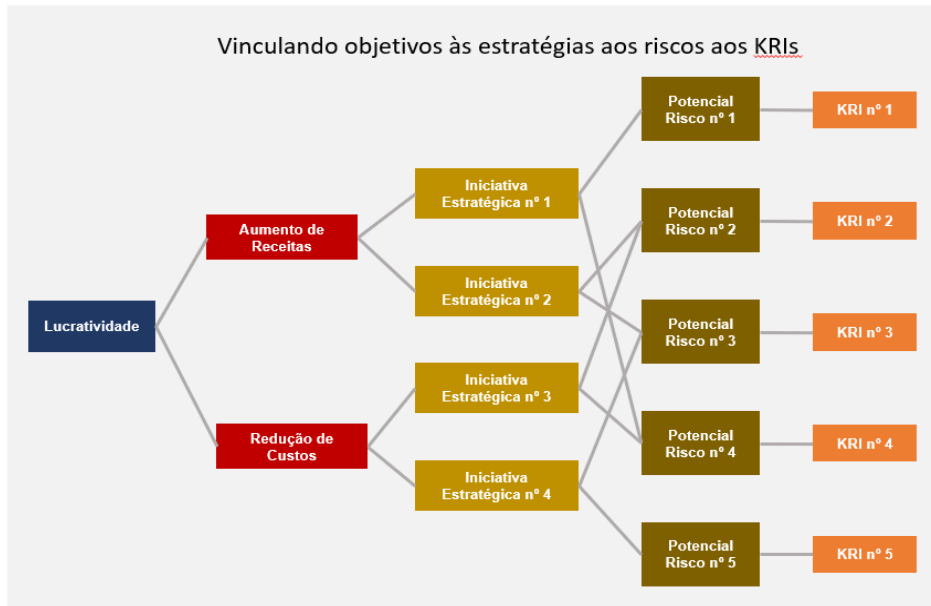 Vinculando objetivos às estratégias aos riscos aos KRIs
Lucratividade
Aumento de
Receitas
Redução de
Custos
Iniciativa
Estratégica nº 1
Iniciativa
Estratégica nº 2
Iniciativa
Estratégica nº 3
Iniciativa
Estratégica nº 4
Potencial
Risco nº 1
Potencial
Risco nº 2
Potencial
Risco nº 3
Potencial
Risco nº 4
Potencial
Risco nº 5
KRI nº 1
KRI nº 2
KRI nº 3
KRI nº 4
KRI nº 5